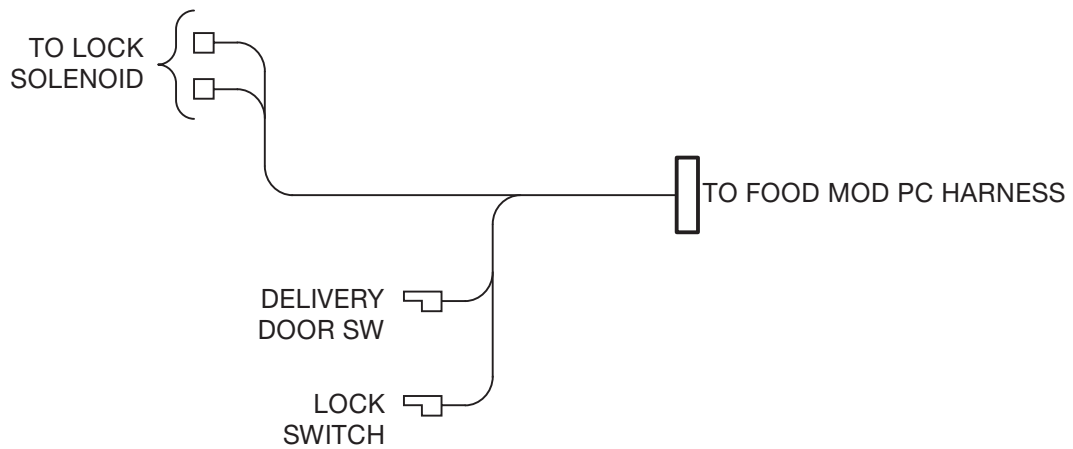 TO LOCK
SOLENOID
TO FOOD MOD PC HARNESS
DELIVERY
DOOR SW
LOCK
SWITCH